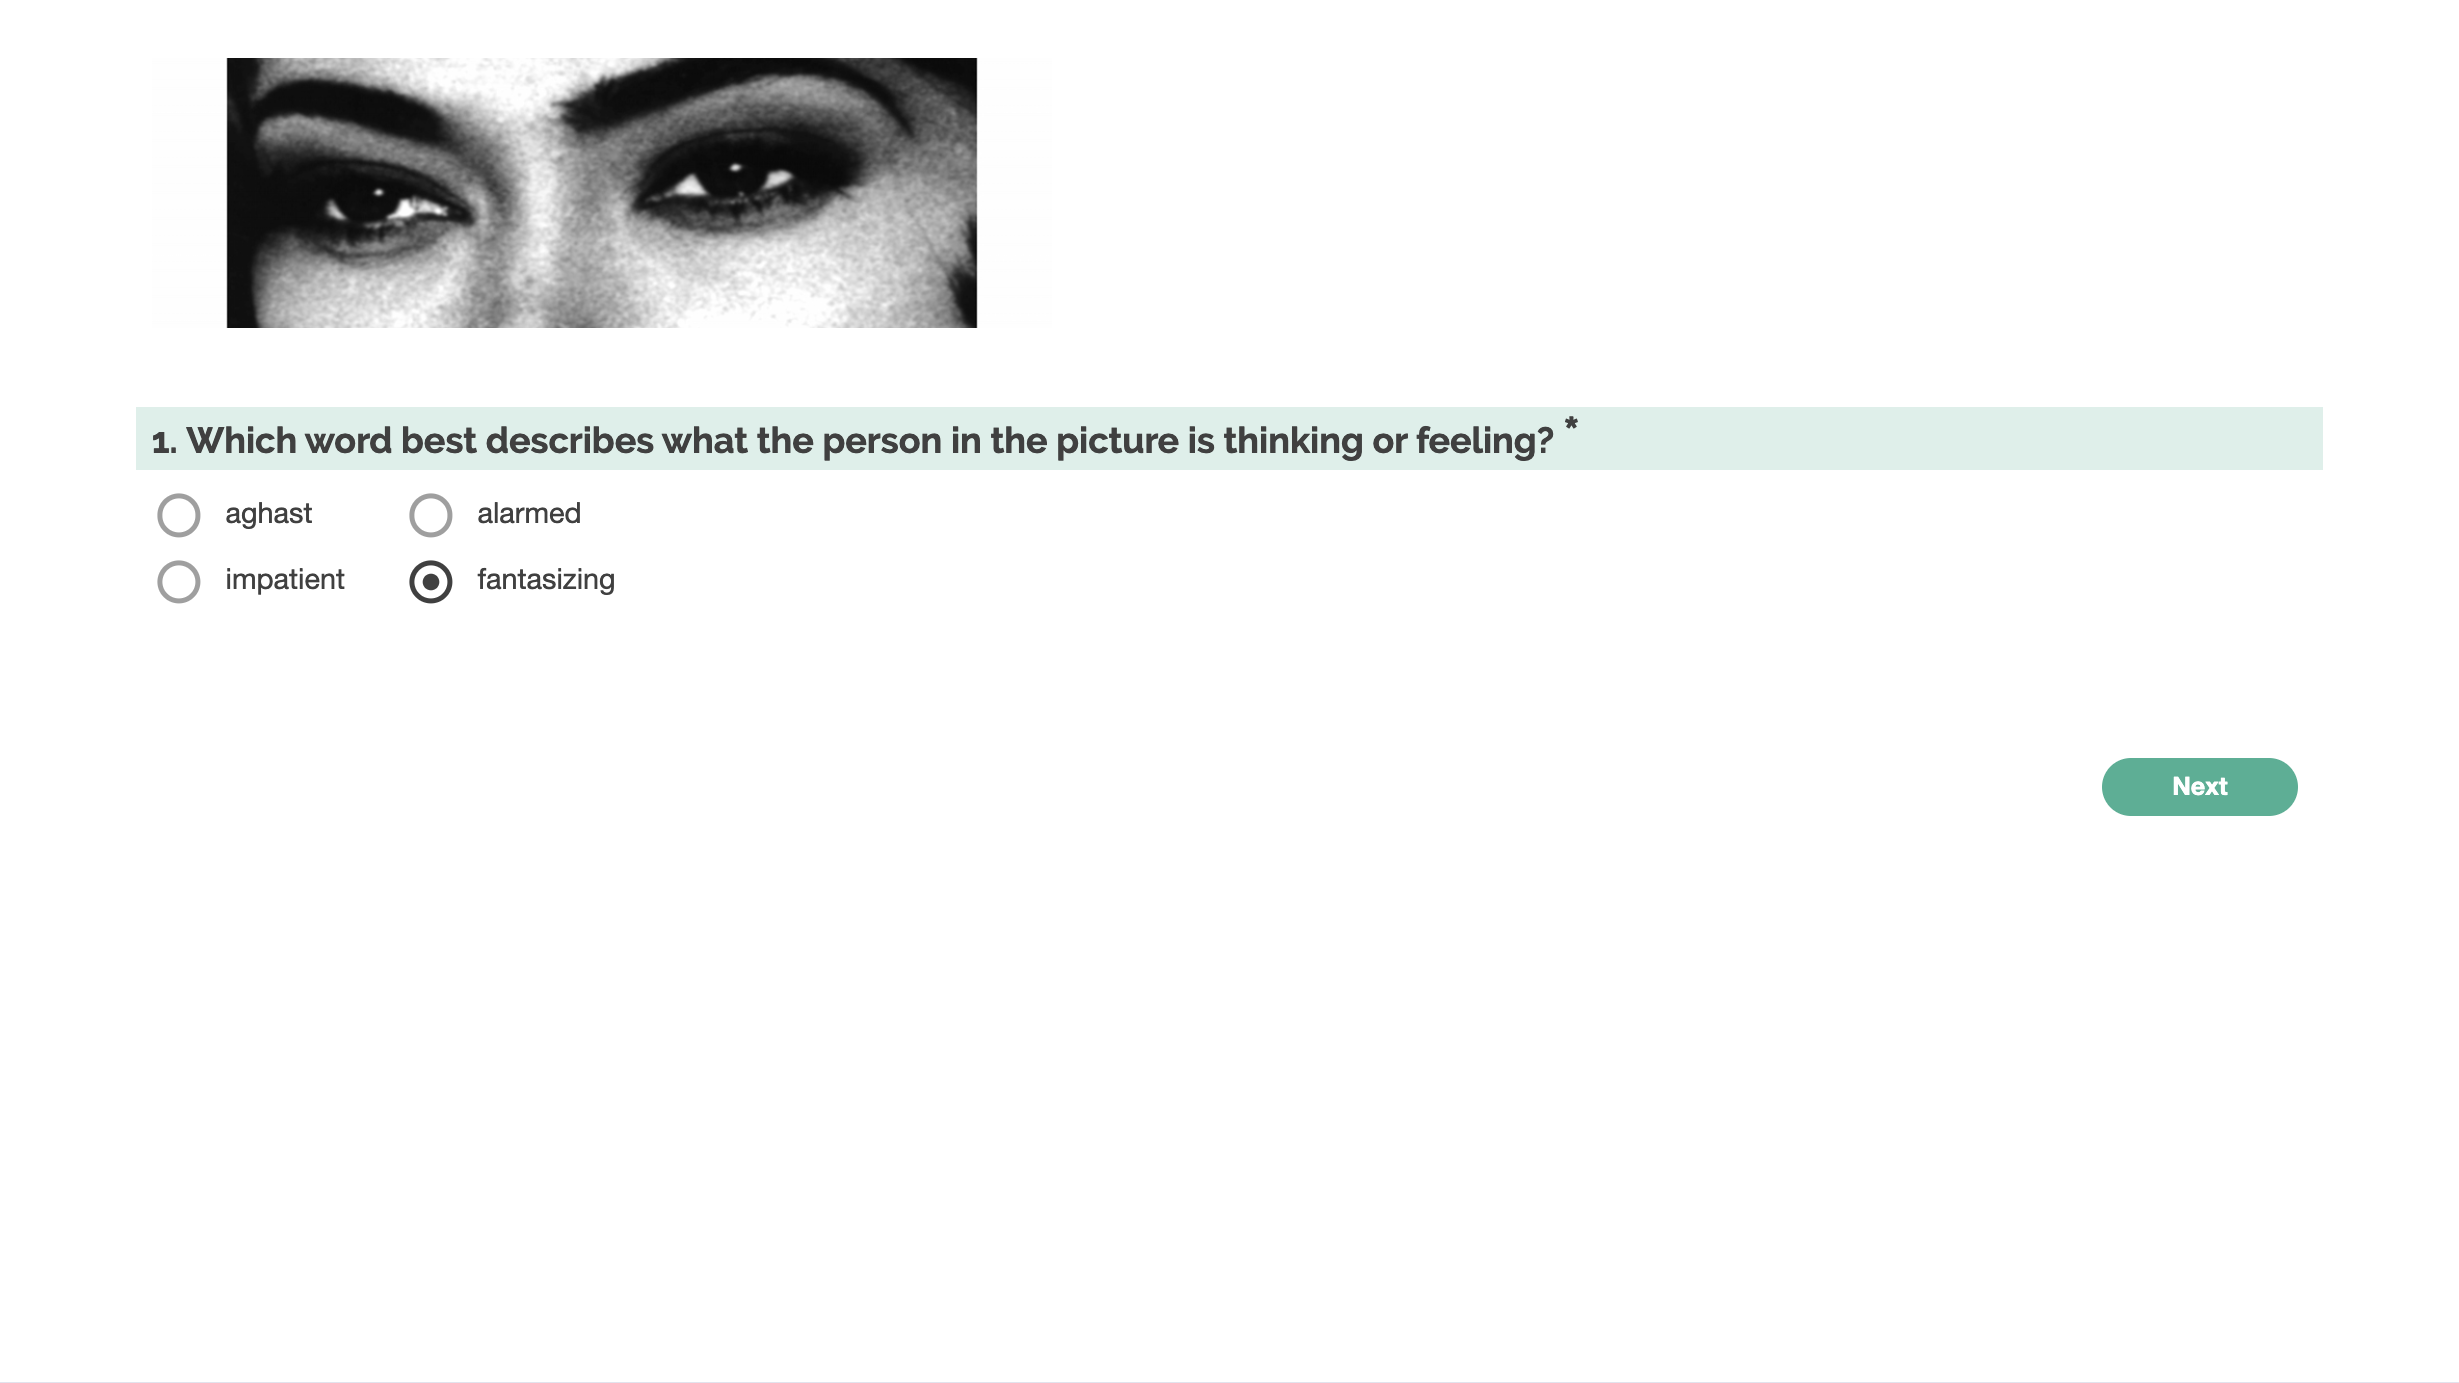 1. Which word best describes what the person in the picture is thinking or feeling? *
aghast
alarmed
impatient
fantasizing
Next